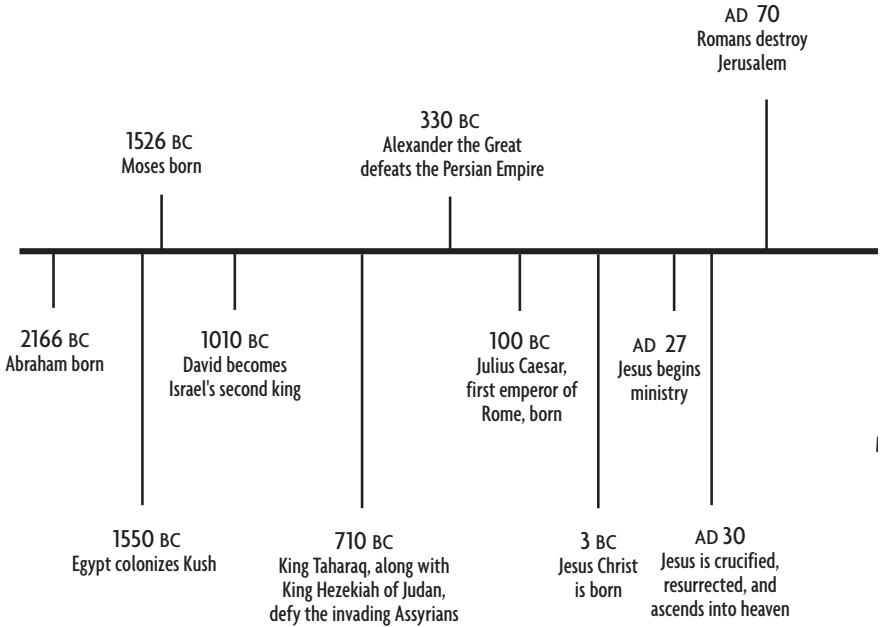 AD 70
Romans destroy
Jerusalem
1526 BC
Moses born
330 BC
Alexander the Great
defeats the Persian Empire
2166 BC
Abraham born
1010 BC
David becomes
Israel's second king
100 BC
Julius Caesar,
first emperor of
Rome, born
AD 27
Jesus begins
ministry
1550 BC
Egypt colonizes Kush
710 BC
King Taharaq, along with
King Hezekiah of Judan,
defy the invading Assyrians
3 BC
Jesus Christ
is born
AD 30
Jesus is crucified,
resurrected, and
ascends into heaven